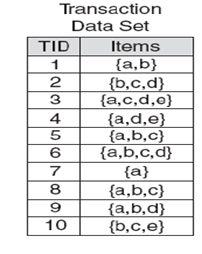 Transaction
Data Set
TID Items
1 {a,b}
2 {b,c,d}
3 {a,c,d,e}
4 {a,d,e}
5 {a,b,c}
6 {a,b,c,d}
7 {a}
8 {a,b,c}
9 {a,b,d}
10 {b,c,e}